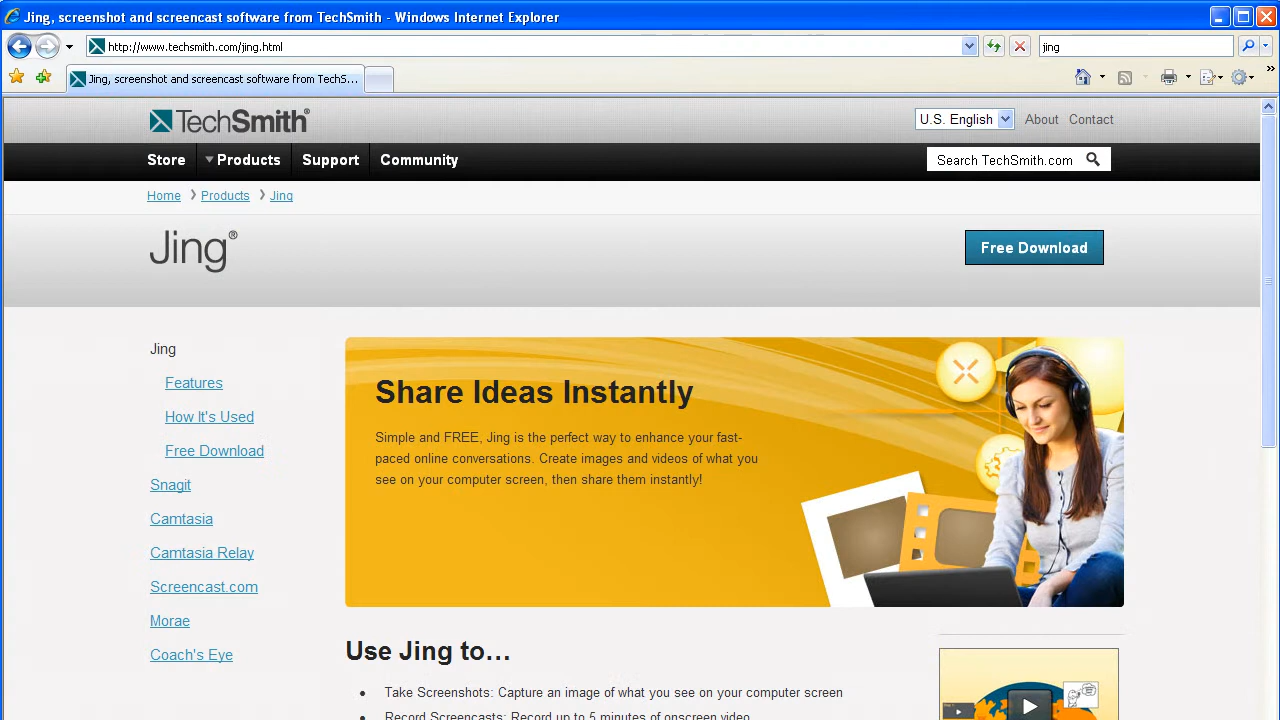 Jing, screenshot and screencast software from TechSmith - Windows Internet Explorer
http://www.techsmith.com/jing.html
jing
Jing, screenshot and screencast software from TechS...
TechSmith®
U.S. English
About
Contact
Store
Products
Support
Community
Search TechSmith.com
Home
Products
Jing
Jing®
Free Download
Jing
Features
How It's Used
Free Download
Snagit
Camtasia
Camtasia Relay
Screencast.com
Morae
Coach's Eye
Share Ideas Instantly
Simple and FREE, Jing is the perfect way to enhance your fast-
paced online conversations. Create images and videos of what you
see on your computer screen, then share them instantly!
Use Jing to…
• Take Screenshots: Capture an image of what you see on your computer screen
• Record Screencasts: Record up to 5 minutes of onscreen video